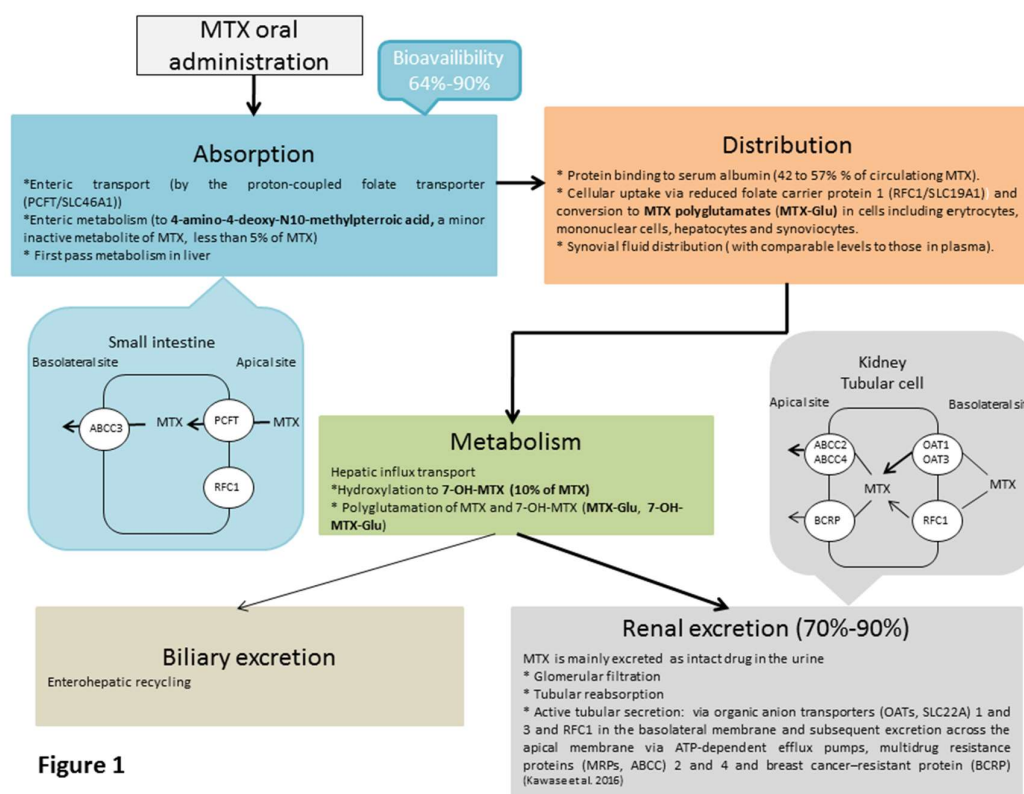 MTX oral
administration
Bioavailibility
64%-90%
Absorption
*Enteric transport (by the proton-coupled folate transporter
(PCFT/SLC46A1))
*Enteric metabolism (to 4-amino-4-deoxy-N10-methylpterroic acid, a minor
inactive metabolite of MTX, less than 5% of MTX)
* First pass metabolism in liver
Distribution
* Protein binding to serum albumin (42 to 57% % of circulationg MTX).
* Cellular uptake via reduced folate carrier protein 1 (RFC1/SLC19A1) ) and
conversion to MTX polyglutamates (MTX-Glu) in cells including erytrocytes,
mononuclear cells, hepatocytes and synoviocytes.
* Synovial fluid distribution ( with comparable levels to those in plasma).
Small intestine
Basolateral site
Apical site
ABCC3
MTX
PCFT
MTX
RFC1
Kidney
Tubular cell
Apical site
Basolateral sit
ABCC2
ABCC4
OAT1
OAT3
MTX
MTX
BCRP
RFC1
Metabolism
Hepatic influx transport
*Hydroxylation to 7-OH-MTX (10% of MTX)
* Polyglutamation of MTX and 7-OH-MTX (MTX-Glu, 7-OH-
MTX-Glu)
Biliary excretion
Enterohepatic recycling
Renal excretion (70%-90%)
MTX is mainly excreted as intact drug in the urine
* Glomerular filtration
* Tubular reabsorption
* Active tubular secretion: via organic anion transporters (OATs, SLC22A) 1 and
3 and RFC1 in the basolateral membrane and subsequent excretion across the
apical membrane via ATP-dependent efflux pumps, multidrug resistance
proteins (MRPs, ABCC) 2 and 4 and breast cancer–resistant protein (BCRP)
(Kawase et al. 2016)
Figure 1